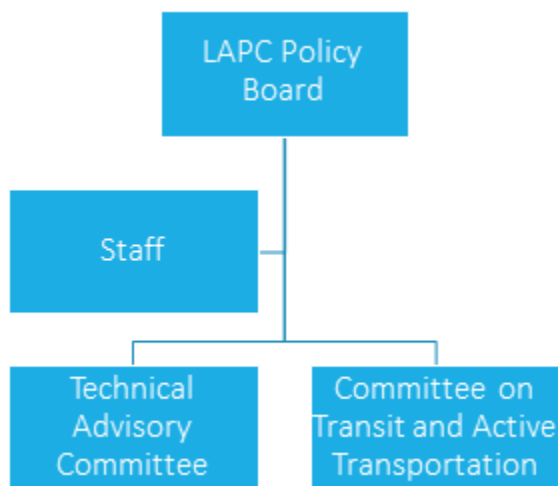 LAPC Policy
Board
Staff
Technical
Advisory
Committee
Committee on
Transit and Active
Transportation